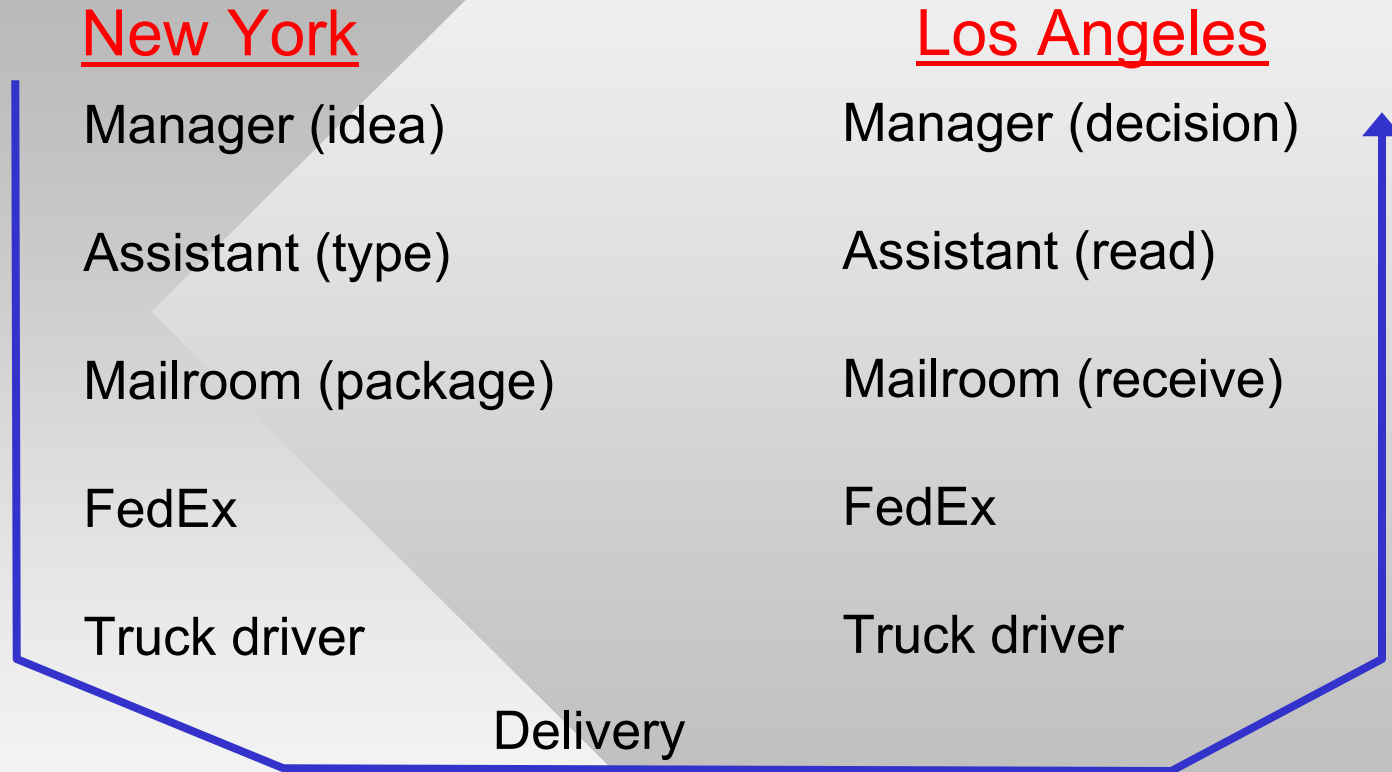 New York
Manager (idea)
Assistant (type)
Mailroom (package)
FedEx
Truck driver
Los Angeles
Manager (decision)
Assistant (read)
Mailroom (receive)
FedEx
Truck driver
Delivery